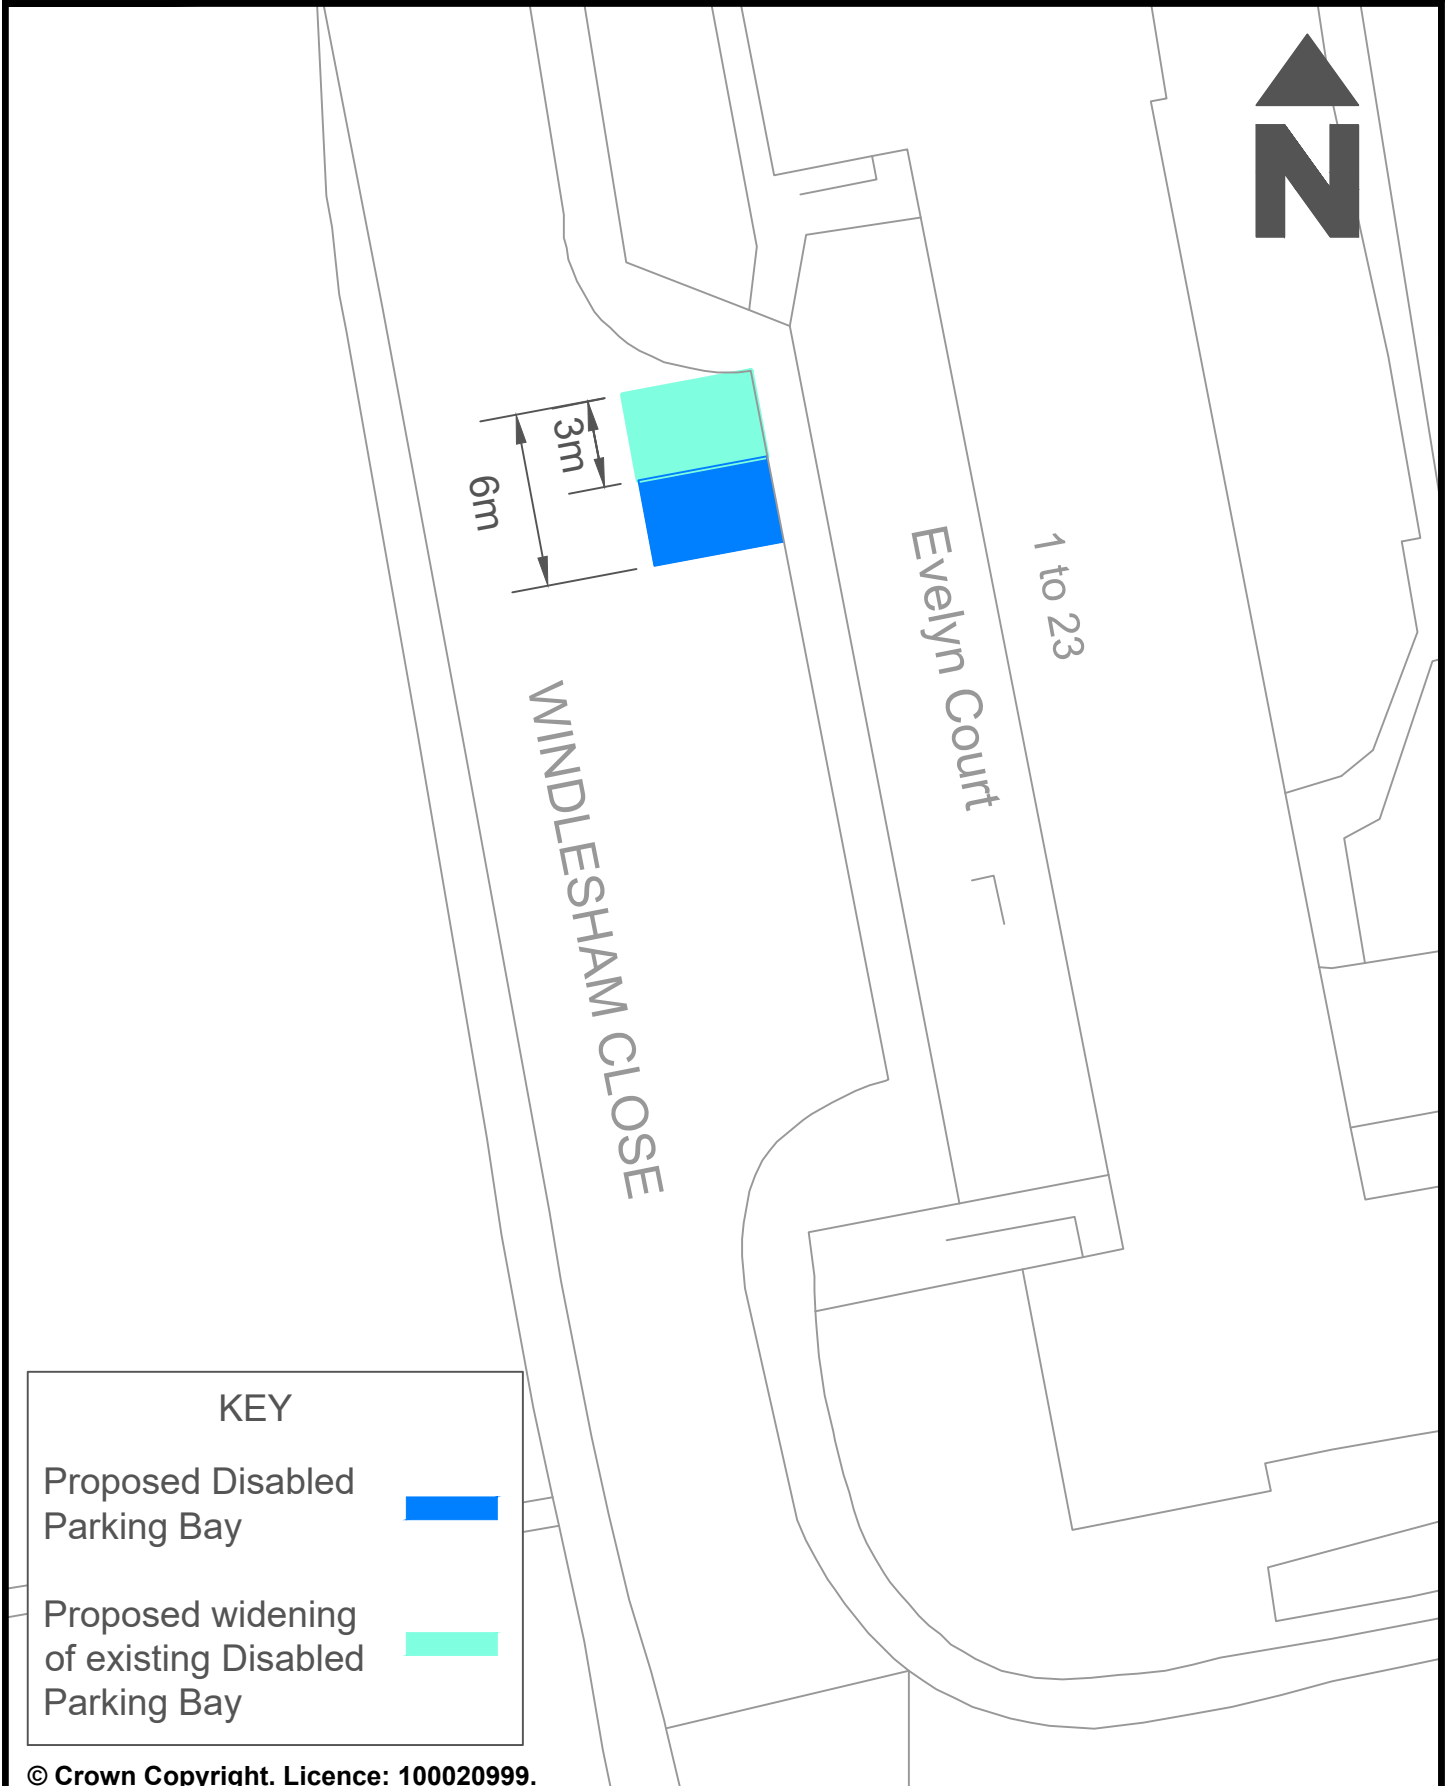 N
3m
6m
1 to 23
Evelyn Court
WINDLESHAM CLOSE
KEY
Proposed Disabled
Parking Bay
Proposed widening
of existing Disabled
Parking Bay
© Crown Copyright. Licence: 100020999.